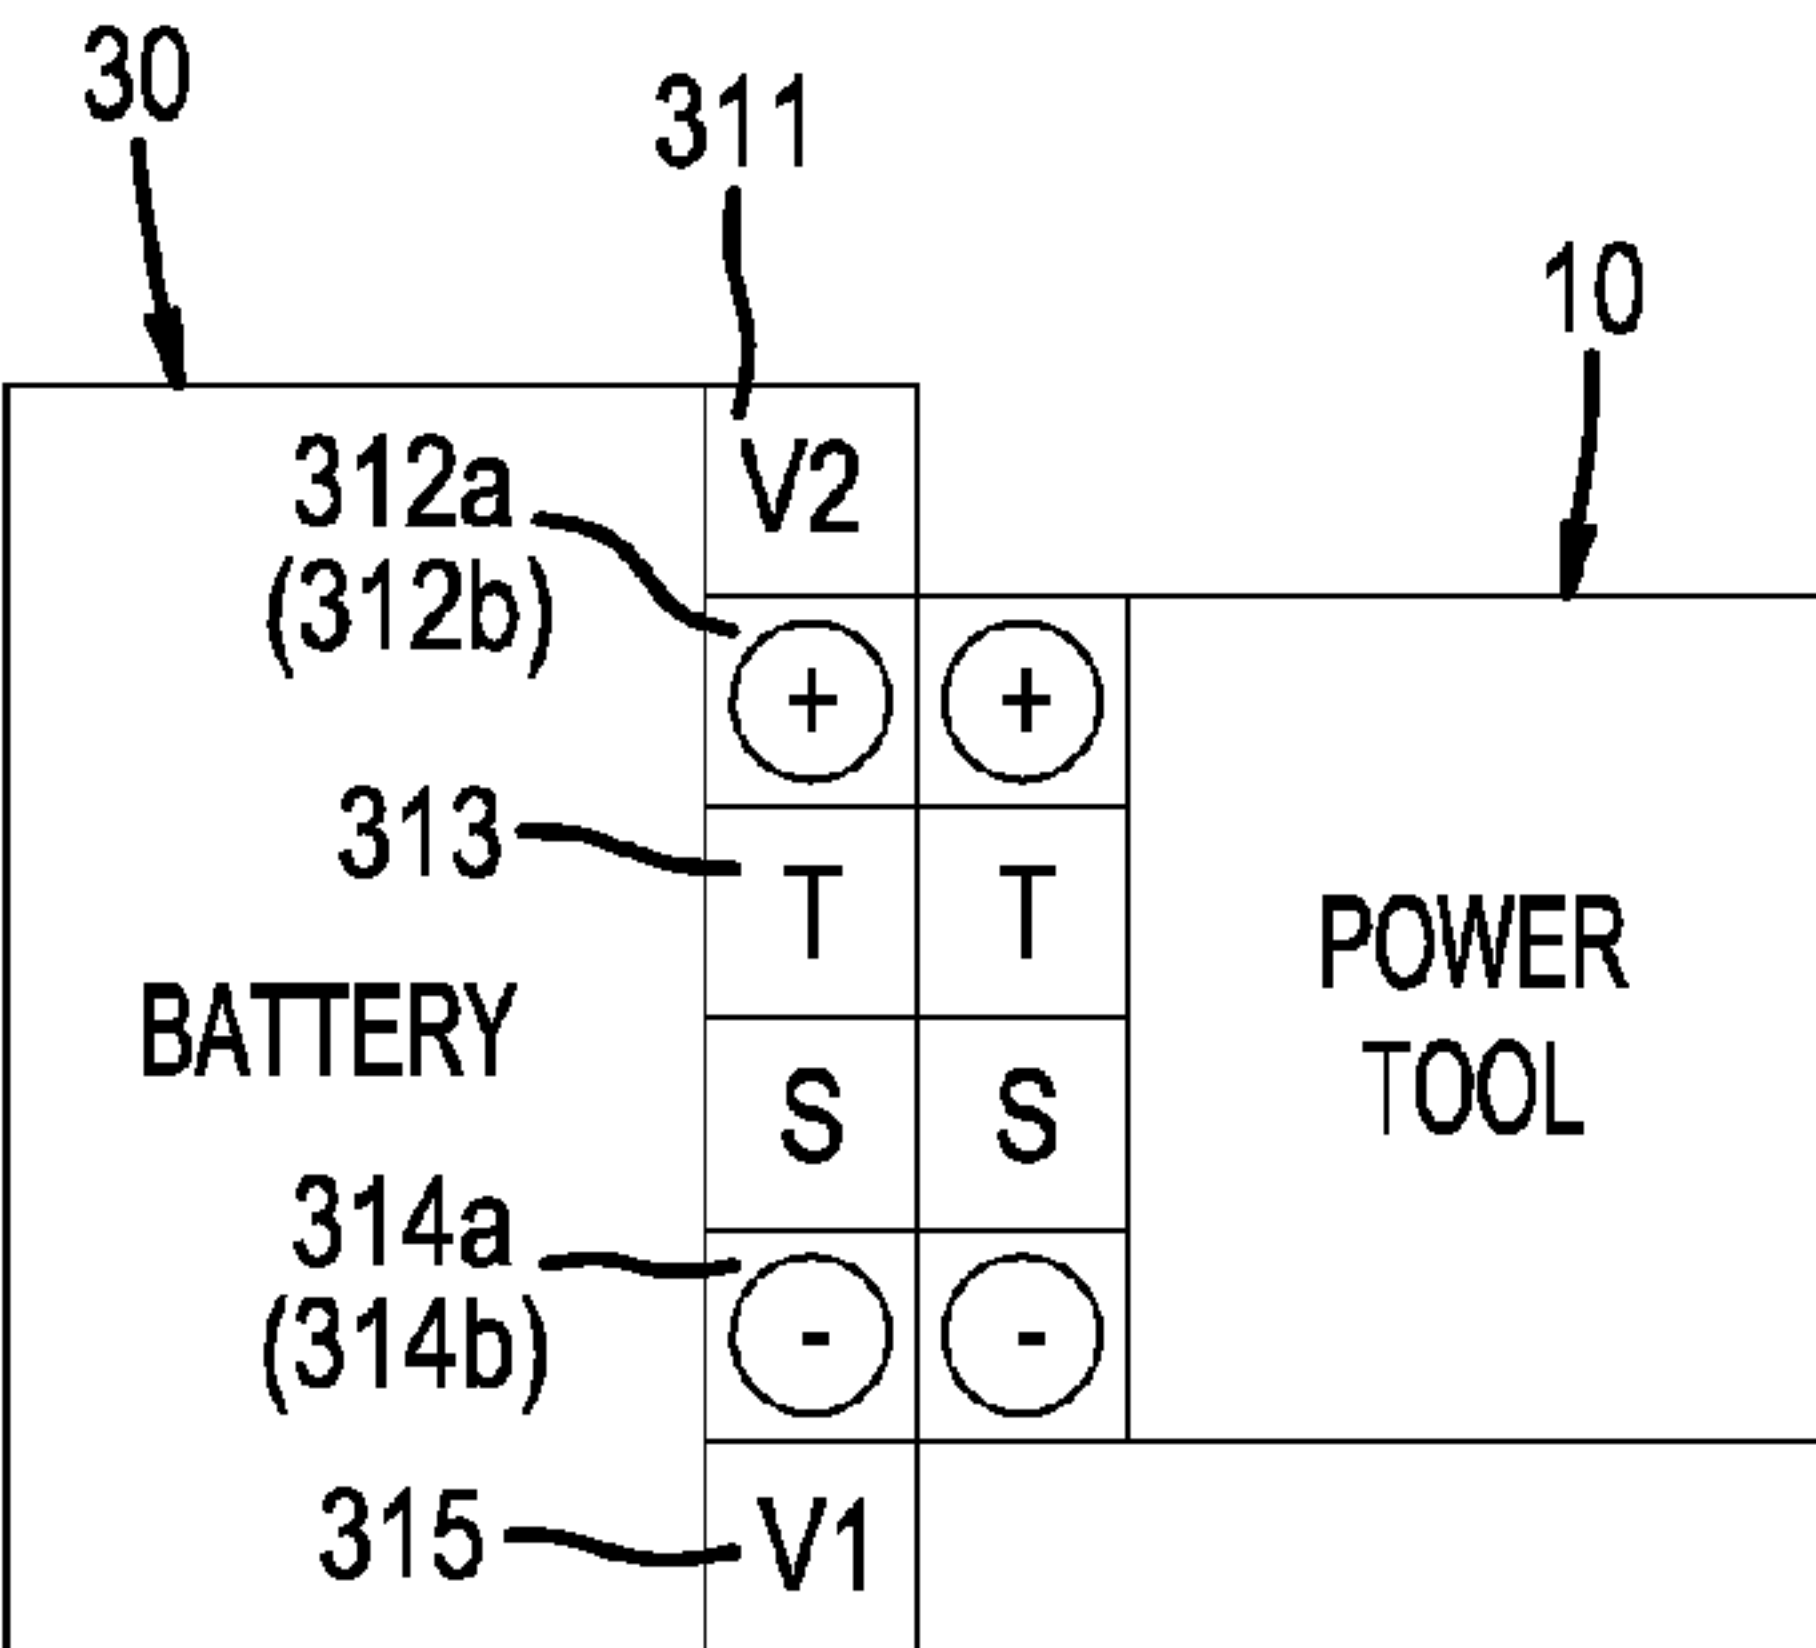 30
311
10
312a
(312b)
V2
+ +
313
T T
BATTERY
POWER
TOOL
S S
314a
(314b)
- -
315
V1